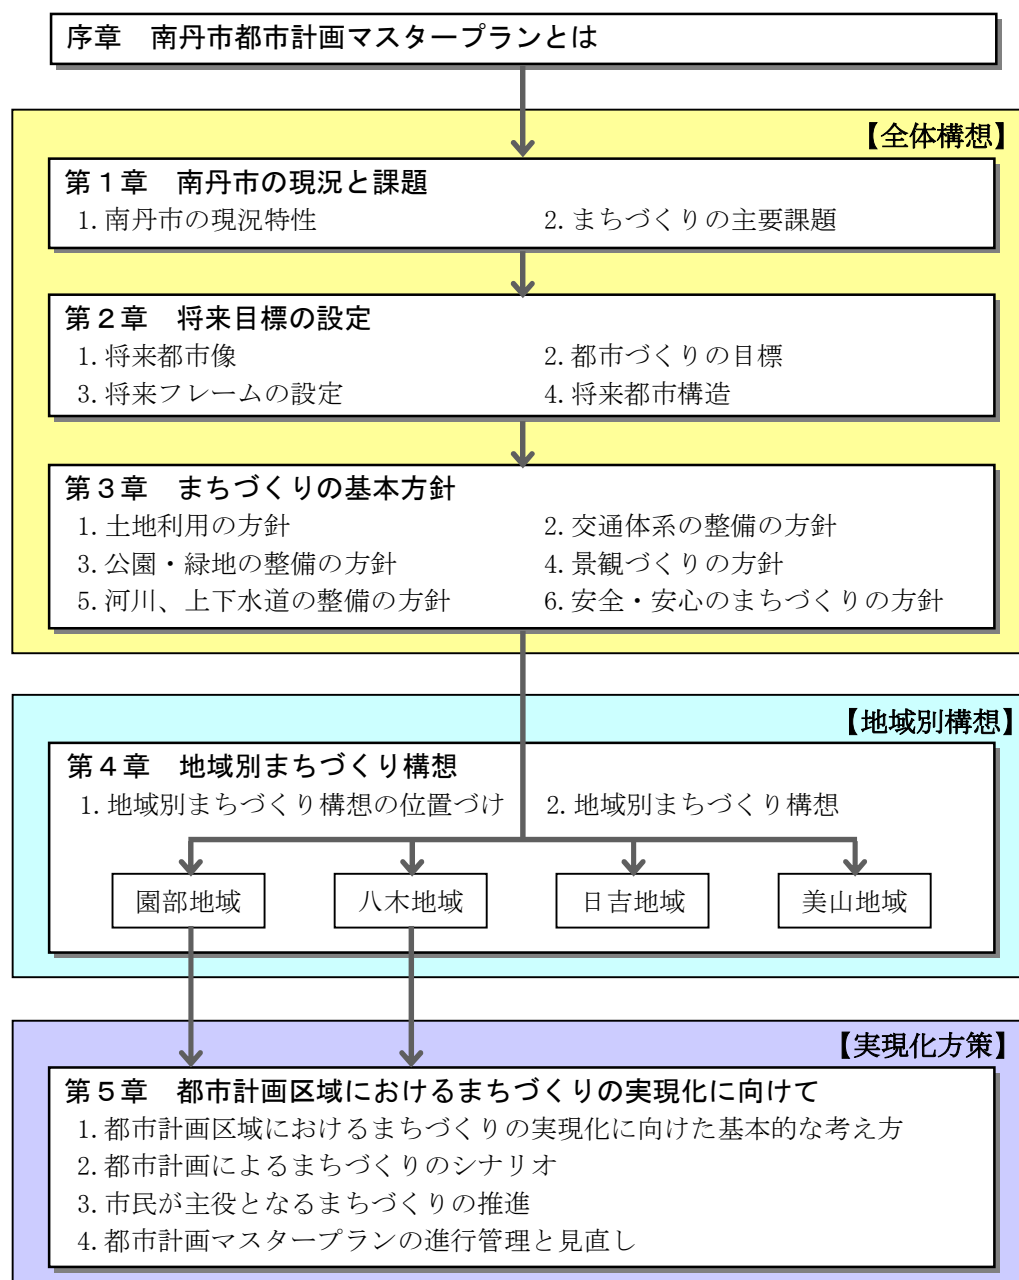 序章　南丹市都市計画マスタープランとは
【全体構想】
第１章　南丹市の現況と課題
1.南丹市の現況特性　2.まちづくりの主要課題
第２章　将来目標の設定
1.将来都市像　2.都市づくりの目標
3.将来フレームの設定　4.将来都市構造
第３章　まちづくりの基本方針
1.土地利用の方針　2.交通体系の整備の方針
3.公園・緑地の整備の方針　4.景観づくりの方針
5.河川、上下水道の整備の方針　6.安全・安心のまちづくりの方針
【地域別構想】
第４章　地域別まちづくり構想
1.地域別まちづくり構想の位置づけ　2.地域別まちづくり構想
園部地域　八木地域　日吉地域　美山地域
【実現化方策】
第５章　都市計画区域におけるまちづくりの実現化に向けて
1.都市計画区域におけるまちづくりの実現化に向けた基本的な考え方
2.都市計画によるまちづくりのシナリオ
3.市民が主役となるまちづくりの推進
4.都市計画マスタープランの進行管理と見直し